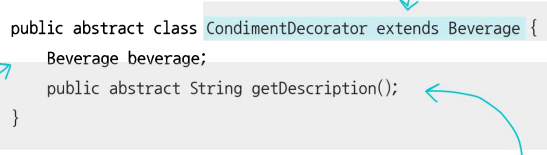 public abstract class CondimentDecorator extends Beverage {
    Beverage beverage;
    public abstract String getDescription();
}